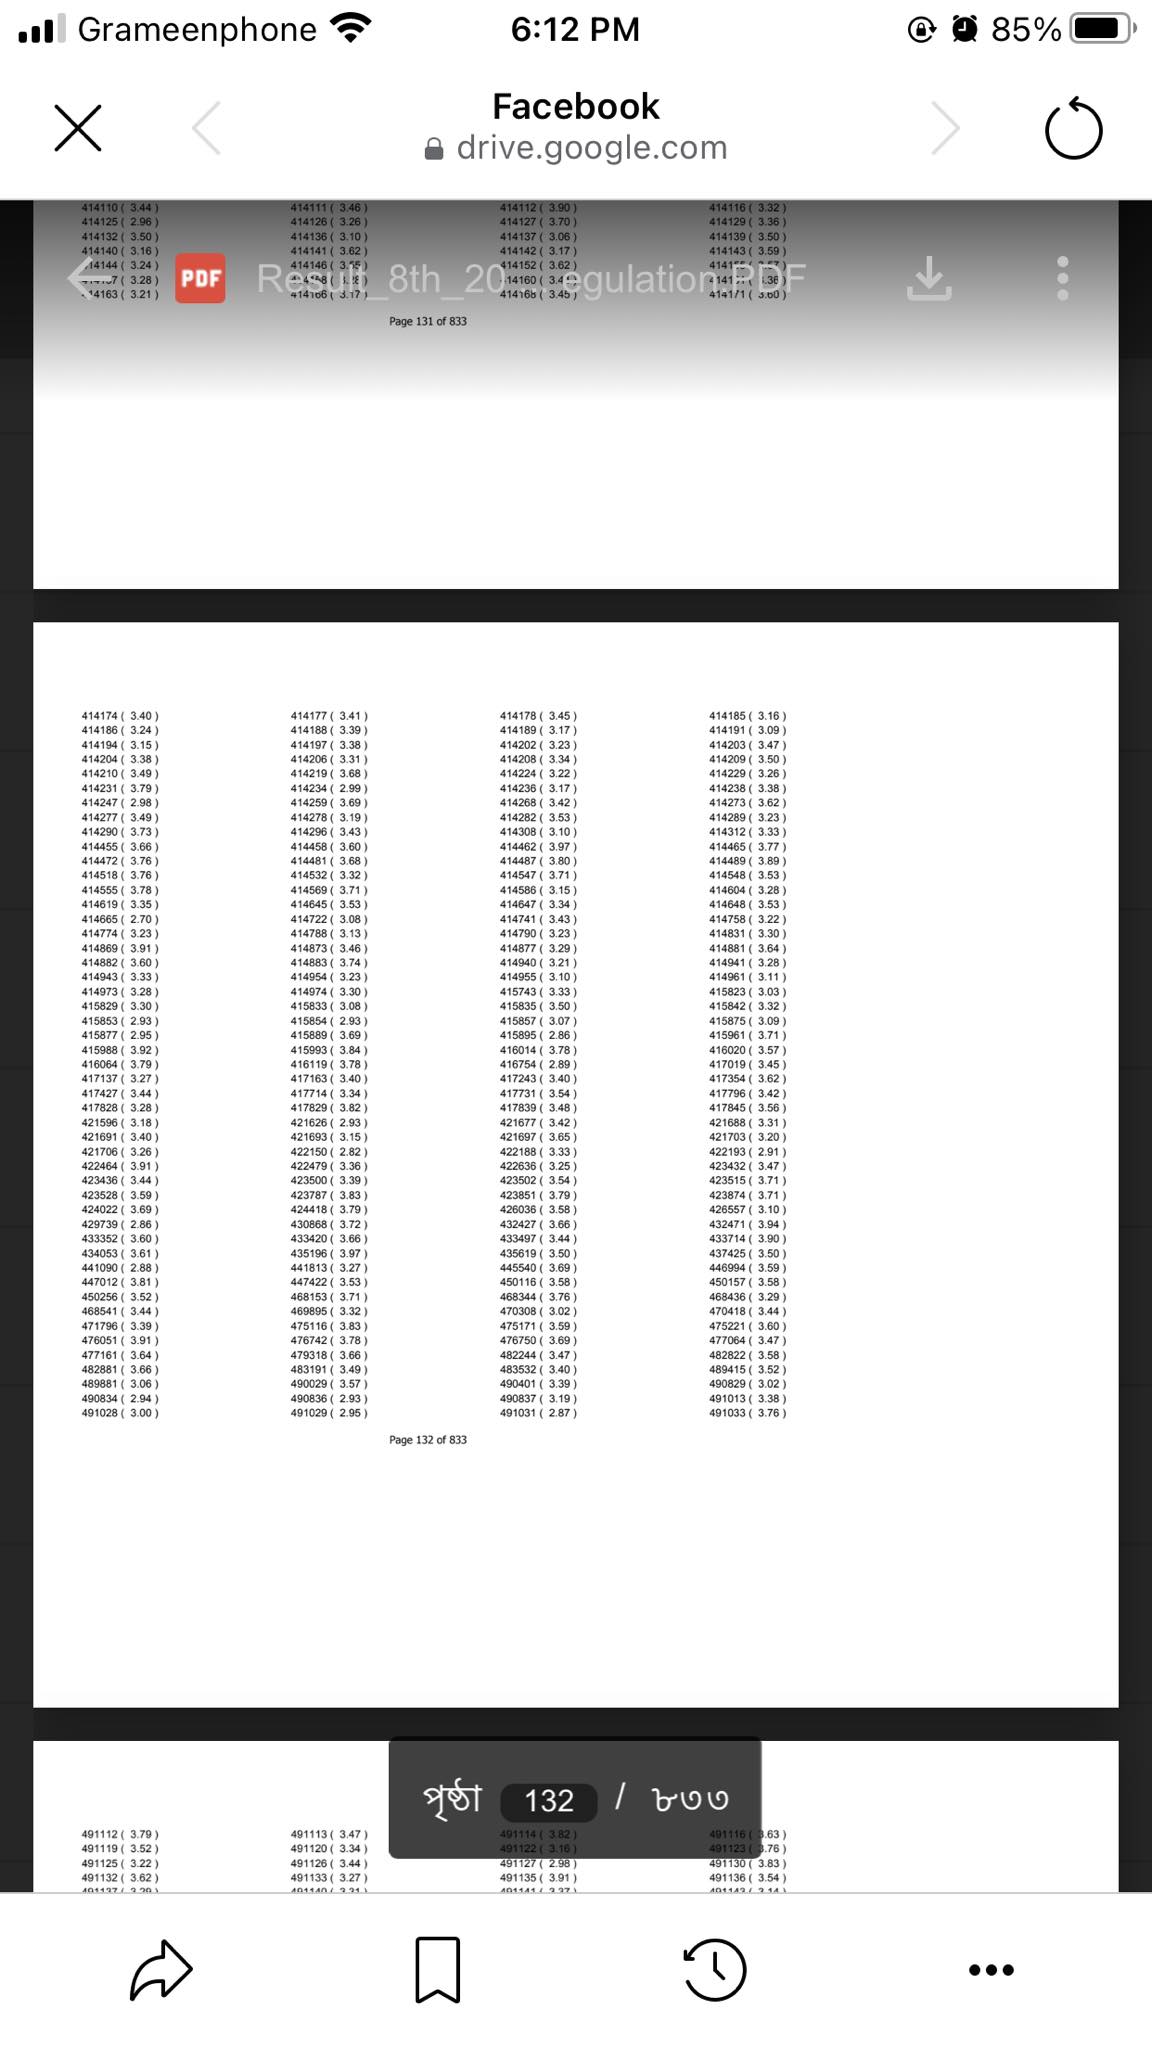 Grameenphone 6:12 PM 85%
Facebook
drive.google.com
414110 ( 3.44 ) 414111 ( 3.46 ) 414112 ( 3.90 ) 414116 ( 3.32 )
414125 ( 2.96 ) 414126 ( 3.26 ) 414127 ( 3.70 ) 414129 ( 3.36 )
414132 ( 3.50 ) 414136 ( 3.10 ) 414137 ( 3.06 ) 414139 ( 3.50 )
414140 ( 3.16 ) 414141 ( 3.62 ) 414142 ( 3.17 ) 414143 ( 3.59 )
PDF Result_8th_20...egulation.PDF
414163 ( 3.21 ) 414166 ( 3.17 ) 414168 ( 3.45 ) 414171 ( 3.60 )
Page 131 of 833
414174 ( 3.40 ) 414177 ( 3.41 ) 414178 ( 3.45 ) 414185 ( 3.16 )
414186 ( 3.24 ) 414188 ( 3.39 ) 414189 ( 3.17 ) 414191 ( 3.09 )
414194 ( 3.15 ) 414197 ( 3.38 ) 414202 ( 3.23 ) 414203 ( 3.47 )
414204 ( 3.38 ) 414206 ( 3.31 ) 414208 ( 3.34 ) 414209 ( 3.50 )
414210 ( 3.49 ) 414219 ( 3.68 ) 414224 ( 3.22 ) 414229 ( 3.26 )
414231 ( 3.79 ) 414234 ( 2.99 ) 414236 ( 3.17 ) 414238 ( 3.38 )
414247 ( 2.98 ) 414259 ( 3.69 ) 414268 ( 3.42 ) 414273 ( 3.62 )
414277 ( 3.49 ) 414278 ( 3.19 ) 414282 ( 3.53 ) 414289 ( 3.23 )
414290 ( 3.73 ) 414296 ( 3.43 ) 414308 ( 3.10 ) 414312 ( 3.33 )
414455 ( 3.66 ) 414458 ( 3.60 ) 414462 ( 3.97 ) 414465 ( 3.77 )
414472 ( 3.76 ) 414481 ( 3.68 ) 414487 ( 3.80 ) 414489 ( 3.89 )
414518 ( 3.76 ) 414532 ( 3.32 ) 414547 ( 3.71 ) 414548 ( 3.53 )
414555 ( 3.78 ) 414569 ( 3.71 ) 414586 ( 3.15 ) 414604 ( 3.28 )
414619 ( 3.35 ) 414645 ( 3.53 ) 414647 ( 3.34 ) 414648 ( 3.53 )
414665 ( 2.70 ) 414722 ( 3.08 ) 414741 ( 3.43 ) 414758 ( 3.22 )
414774 ( 3.23 ) 414788 ( 3.13 ) 414790 ( 3.23 ) 414831 ( 3.30 )
414869 ( 3.91 ) 414873 ( 3.46 ) 414877 ( 3.29 ) 414881 ( 3.64 )
414882 ( 3.60 ) 414883 ( 3.74 ) 414940 ( 3.21 ) 414941 ( 3.28 )
414943 ( 3.33 ) 414954 ( 3.23 ) 414955 ( 3.10 ) 414961 ( 3.11 )
414973 ( 3.28 ) 414974 ( 3.30 ) 415743 ( 3.33 ) 415823 ( 3.03 )
415829 ( 3.30 ) 415833 ( 3.08 ) 415835 ( 3.50 ) 415842 ( 3.32 )
415853 ( 2.93 ) 415854 ( 2.93 ) 415857 ( 3.07 ) 415875 ( 3.09 )
415877 ( 2.95 ) 415889 ( 3.69 ) 415895 ( 2.86 ) 415961 ( 3.71 )
415988 ( 3.92 ) 415993 ( 3.84 ) 416014 ( 3.78 ) 416020 ( 3.57 )
416064 ( 3.79 ) 416119 ( 3.78 ) 416754 ( 2.89 ) 417019 ( 3.45 )
417137 ( 3.27 ) 417163 ( 3.40 ) 417243 ( 3.40 ) 417354 ( 3.62 )
417427 ( 3.44 ) 417714 ( 3.34 ) 417731 ( 3.54 ) 417796 ( 3.42 )
417828 ( 3.28 ) 417829 ( 3.82 ) 417839 ( 3.48 ) 417845 ( 3.56 )
421596 ( 3.18 ) 421626 ( 2.93 ) 421677 ( 3.42 ) 421688 ( 3.31 )
421691 ( 3.40 ) 421693 ( 3.15 ) 421697 ( 3.65 ) 421703 ( 3.20 )
421706 ( 3.26 ) 422150 ( 2.82 ) 422188 ( 3.33 ) 422193 ( 2.91 )
422464 ( 3.91 ) 422479 ( 3.36 ) 422636 ( 3.25 ) 423432 ( 3.47 )
423436 ( 3.44 ) 423500 ( 3.39 ) 423502 ( 3.54 ) 423515 ( 3.71 )
423528 ( 3.59 ) 423787 ( 3.83 ) 423851 ( 3.79 ) 423874 ( 3.71 )
424022 ( 3.69 ) 424418 ( 3.79 ) 426036 ( 3.58 ) 426557 ( 3.10 )
429739 ( 2.86 ) 430868 ( 3.72 ) 432427 ( 3.66 ) 432471 ( 3.94 )
433352 ( 3.60 ) 433420 ( 3.66 ) 433497 ( 3.44 ) 433714 ( 3.90 )
434053 ( 3.61 ) 435196 ( 3.97 ) 435619 ( 3.50 ) 437425 ( 3.50 )
441090 ( 2.88 ) 441813 ( 3.27 ) 445540 ( 3.69 ) 446994 ( 3.59 )
447012 ( 3.81 ) 447422 ( 3.53 ) 450116 ( 3.58 ) 450157 ( 3.58 )
450256 ( 3.52 ) 468153 ( 3.71 ) 468344 ( 3.76 ) 468436 ( 3.29 )
468541 ( 3.44 ) 469895 ( 3.32 ) 470308 ( 3.02 ) 470418 ( 3.44 )
471796 ( 3.39 ) 475116 ( 3.83 ) 475171 ( 3.59 ) 475221 ( 3.60 )
476051 ( 3.91 ) 476742 ( 3.78 ) 476750 ( 3.69 ) 477064 ( 3.47 )
477161 ( 3.64 ) 479318 ( 3.66 ) 482244 ( 3.47 ) 482822 ( 3.58 )
482881 ( 3.66 ) 483191 ( 3.49 ) 483532 ( 3.40 ) 489415 ( 3.52 )
489881 ( 3.06 ) 490029 ( 3.57 ) 490401 ( 3.39 ) 490829 ( 3.02 )
490834 ( 2.94 ) 490836 ( 2.93 ) 490837 ( 3.19 ) 491013 ( 3.38 )
491028 ( 3.00 ) 491029 ( 2.95 ) 491031 ( 2.87 ) 491033 ( 3.76 )
Page 132 of 833
পৃষ্ঠা 132 / ৮৩৩
491112 ( 3.79 ) 491113 ( 3.47 ) 491114 ( 3.82 ) 491116 ( 3.63 )
491119 ( 3.52 ) 491120 ( 3.34 ) 491122 ( 3.16 ) 491123 ( 3.76 )
491125 ( 3.22 ) 491126 ( 3.44 ) 491127 ( 2.98 ) 491130 ( 3.83 )
491132 ( 3.62 ) 491133 ( 3.27 ) 491135 ( 3.91 ) 491136 ( 3.54 )